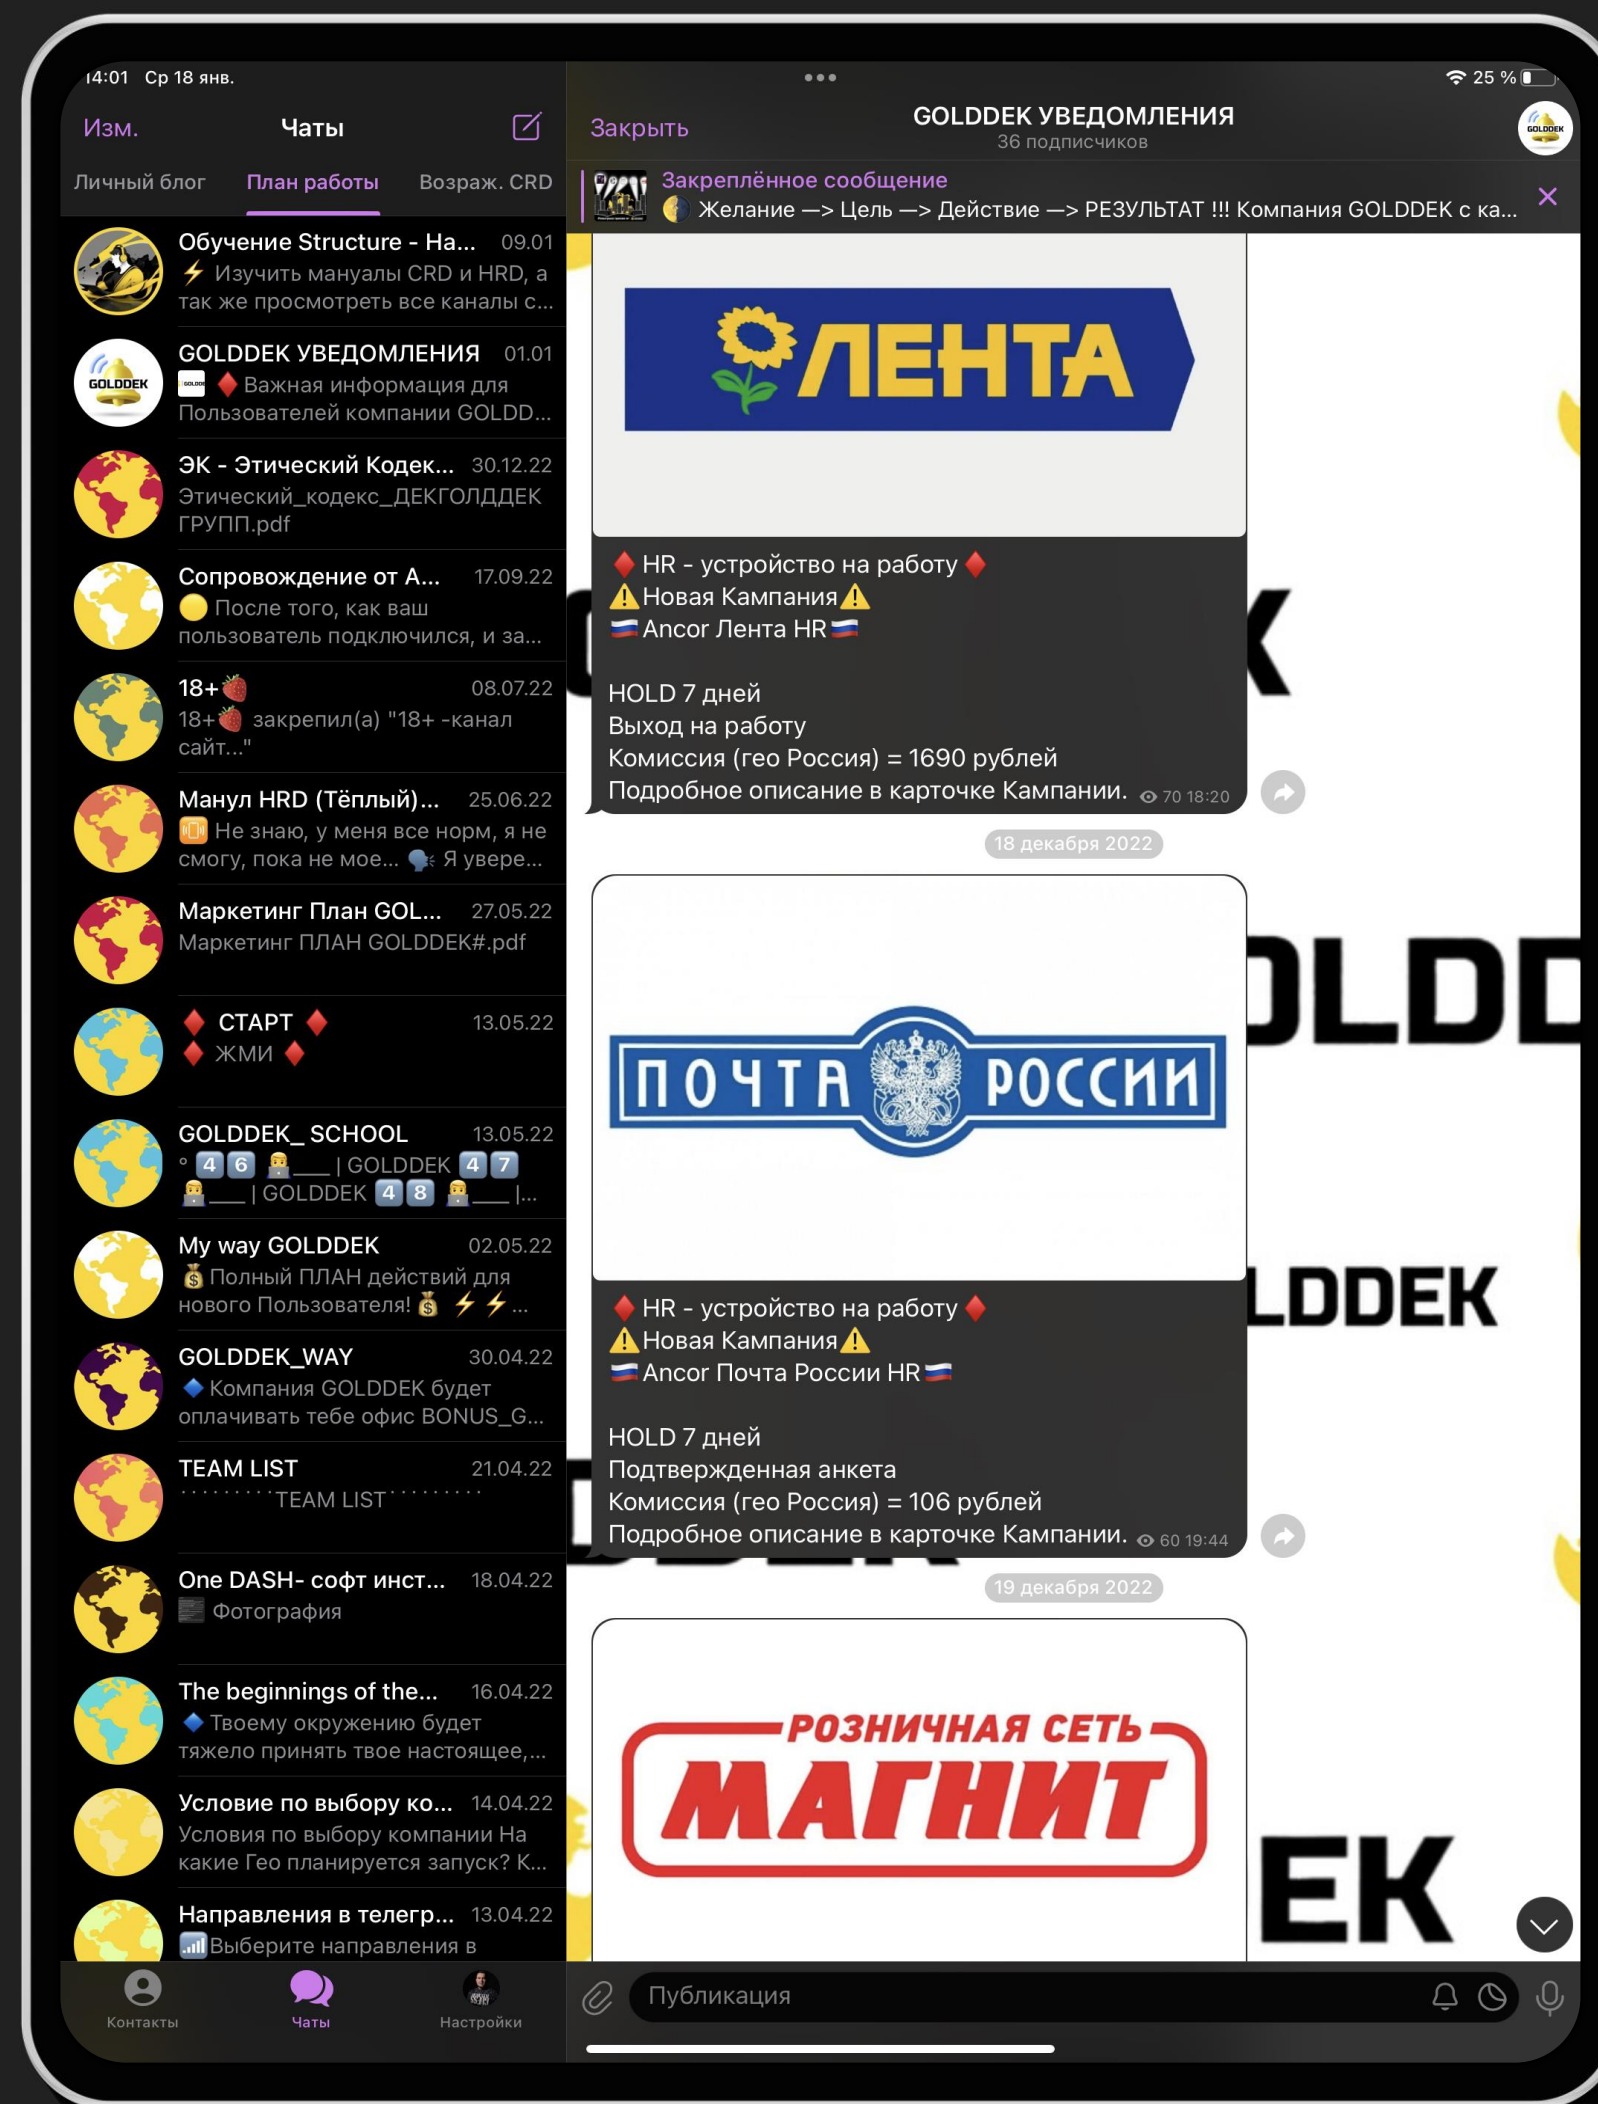 14:01 Ср 18 янв.
25 %
Изм.
Чаты
Личный блог
План работы
Возраж. CRD
Обучение Structure - На... 09.01
Изучить мануалы CRD и HRD, а
так же просмотреть все каналы с...
GOLDDEK УВЕДОМЛЕНИЯ 01.01
GOLDDEK
Важная информация для
Пользователей компании GOLDD...
ЭК - Этический Кодек... 30.12.22
Этический_кодекс_ДЕКГОЛДДЕК
ГРУПП.pdf
Сопровождение от А... 17.09.22
После того, как ваш
пользователь подключился, и за...
18+🍓 08.07.22
18+🍓 закрепил(а) "18+ -канал
сайт..."
Манул HRD (Тёплый)... 25.06.22
Не знаю, у меня все норм, я не
смогу, пока не мое... 🗣 Я увере...
Маркетинг План GOL... 27.05.22
Маркетинг ПЛАН GOLDDEK#.pdf
♦️ СТАРТ ♦️ 13.05.22
♦️ ЖМИ ♦️
GOLDDEK_ SCHOOL 13.05.22
° 4 6 👨‍💻___ | GOLDDEK 4 7
👨‍💻___ | GOLDDEK 4 8 👨‍💻___ |...
My way GOLDDEK 02.05.22
💰Полный ПЛАН действий для
нового Пользователя!💰 ⚡⚡...
GOLDDEK_WAY 30.04.22
🔷Компания GOLDDEK будет
оплачивать тебе офис BONUS_G...
TEAM LIST 21.04.22
·········TEAM LIST·········
One DASH- софт инст... 18.04.22
Фотография
The beginnings of the... 16.04.22
🔷Твоему окружению будет
тяжело принять твое настоящее,...
Условие по выбору ко... 14.04.22
Условия по выбору компании На
какие Гео планируется запуск? К...
Направления в телегр... 13.04.22
Выберите направления в
Контакты
Чаты
Настройки
Закрыть
GOLDDEK УВЕДОМЛЕНИЯ
36 подписчиков
GOLDDEK
Закреплённое сообщение
🌗 Желание —> Цель —> Действие —> РЕЗУЛЬТАТ !!! Компания GOLDDEK с ка...
ЛЕНТА
♦️HR - устройство на работу♦️
⚠️Новая Кампания⚠️
🇷🇺Ancor Лента HR🇷🇺
HOLD 7 дней
Выход на работу
Комиссия (гео Россия) = 1690 рублей
Подробное описание в карточке Кампании. 70 18:20
K
18 декабря 2022
ПОЧТА РОССИИ
OLDD
♦️HR - устройство на работу♦️
⚠️Новая Кампания⚠️
🇷🇺Ancor Почта России HR🇷🇺
LDDEK
HOLD 7 дней
Подтвержденная анкета
Комиссия (гео Россия) = 106 рублей
Подробное описание в карточке Кампании. 60 19:44
19 декабря 2022
РОЗНИЧНАЯ СЕТЬ
МАГНИТ
EK
Публикация